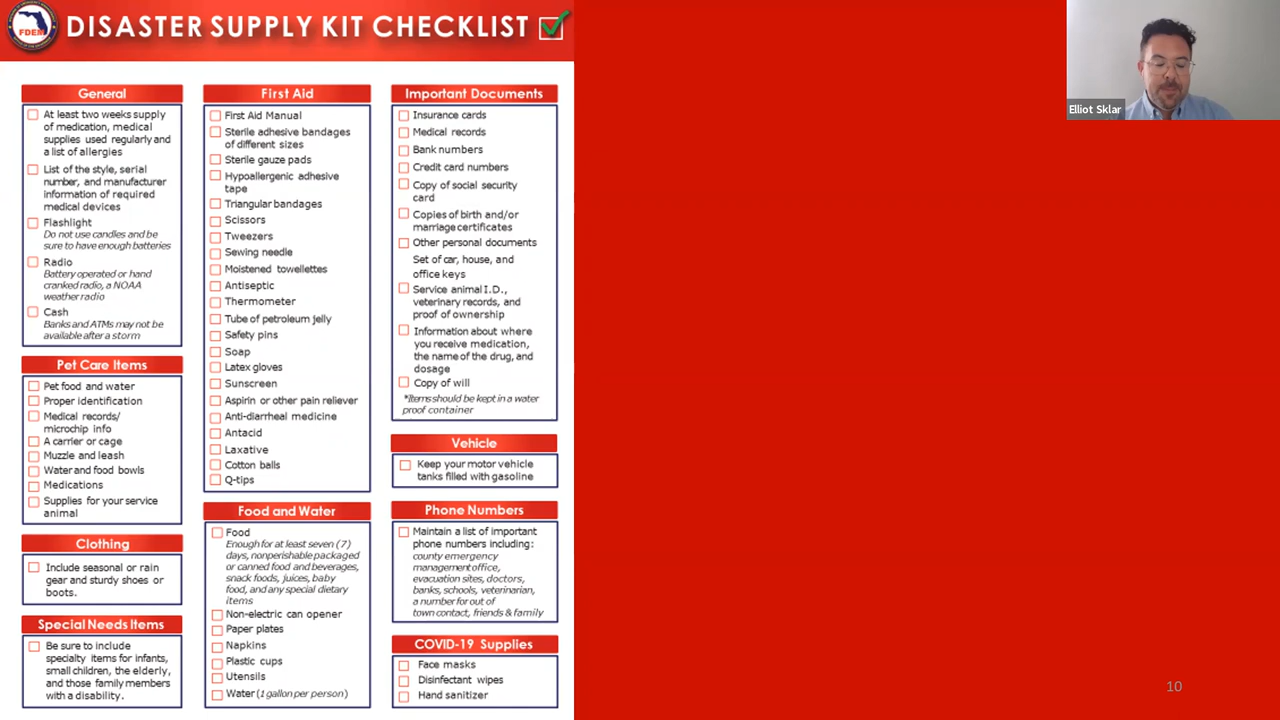 FDEM
DISASTER SUPPLY KIT CHECKLIST
General
At least two weeks supply
of medication, medical
supplies used regularly and
a list of allergies
List of the style, serial
number, and manufacturer
information of required
medical devices
Flashlight
Do not use candles and be
sure to have enough batteries
Radio
Battery operated or hand
cranked radio, a NOAA
weather radio
Cash
Banks and ATMs may not be
available after a storm
Pet Care Items
Pet food and water
Proper identification
Medical records/
microchip info
A carrier or cage
Muzzle and leash
Water and food bowls
Medications
Supplies for your service
animal
Clothing
Include seasonal or rain
gear and sturdy shoes or
boots.
Special Needs Items
Be sure to include
specialty items for infants,
small children, the elderly,
and those family members
with a disability.
First Aid
First Aid Manual
Sterile adhesive bandages
of different sizes
Sterile gauze pads
Hypoallergenic adhesive
tape
Triangular bandages
Scissors
Tweezers
Sewing needle
Moistened towellettes
Antiseptic
Thermometer
Tube of petroleum jelly
Safety pins
Soap
Latex gloves
Sunscreen
Aspirin or other pain reliever
Anti-diarrheal medicine
Antacid
Laxative
Cotton balls
Q-tips
Food and Water
Food
Enough for at least seven (7)
days, nonperishable packaged
or canned food and beverages,
snack foods, juices, baby
food, and any special dietary
items
Non-electric can opener
Paper plates
Napkins
Plastic cups
Utensils
Water (1 gallon per person)
Important Documents
Insurance cards
Medical records
Bank numbers
Credit card numbers
Copy of social security
card
Copies of birth and/or
marriage certificates
Other personal documents
Set of car, house, and
office keys
Service animal I.D.,
veterinary records, and
proof of ownership
Information about where
you receive medication,
the name of the drug, and
dosage
Copy of will
*Items should be kept in a water
proof container
Vehicle
Keep your motor vehicle
tanks filled with gasoline
Phone Numbers
Maintain a list of important
phone numbers including:
county emergency
management office,
evacuation sites, doctors,
banks, schools, veterinarian,
a number for out of
town contact, friends & family
COVID-19 Supplies
Face masks
Disinfectant wipes
Hand sanitizer
Elliot Sklar
10